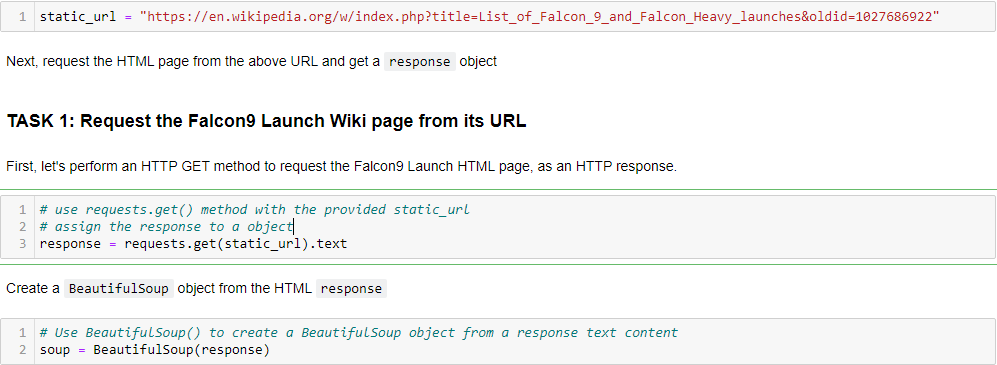 1 static_url = "https://en.wikipedia.org/w/index.php?title=List_of_Falcon_9_and_Falcon_Heavy_launches&oldid=1027686922"
Next, request the HTML page from the above URL and get a response object
TASK 1: Request the Falcon9 Launch Wiki page from its URL
First, let's perform an HTTP GET method to request the Falcon9 Launch HTML page, as an HTTP response.
1 # use requests.get() method with the provided static_url
2 # assign the response to a object
3 response = requests.get(static_url).text
Create a BeautifulSoup object from the HTML response
1 # Use BeautifulSoup() to create a BeautifulSoup object from a response text content
2 soup = BeautifulSoup(response)